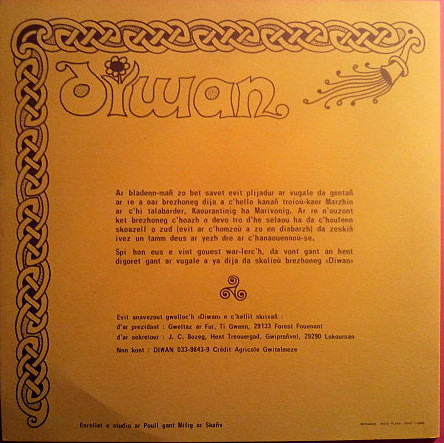 diwan
Ar bladenn-mañ zo bet savet evit plijadur ar vugale da gentañ
ar re a oar brezhoneg dija a c'hello kanañ troioù-kaer Marzhin
ar c'hi talabarder, Kaourantinig ha Marivonig. Ar re n'ouzont
ket brezhoneg c'hoazh o devo tro d'he selaou ha da c'houlenn
skoazell o zud (evit ar c'homzoù a zo en diabarzh) da zeskiñ
ivez un tamm deus ar yezh die ar c'hanaouennoù-se.
Spi hon eus e vint gouest war-lerc'h, da vont gant an hent
digoret gant ar vugale a ya dija da skolioù brezhoneg «Diwan»
Evit anavezout gwelloc'h «Diwan» e c'hellit skrivañ :
d'ar prezidant : Gweltaz ar Fur, Ti Gwenn, 29133 Forest Fouenant
d'ar sekretour : J. C. Bozeg, Hent Treouergad, Gwiproñvel, 29290 Lokournan
Nnn kont : DIWAN 033-9843-9 Crédit Agricole Gwitalmeze
Enrollet e studio ar Poull gant Milig ar Skañv